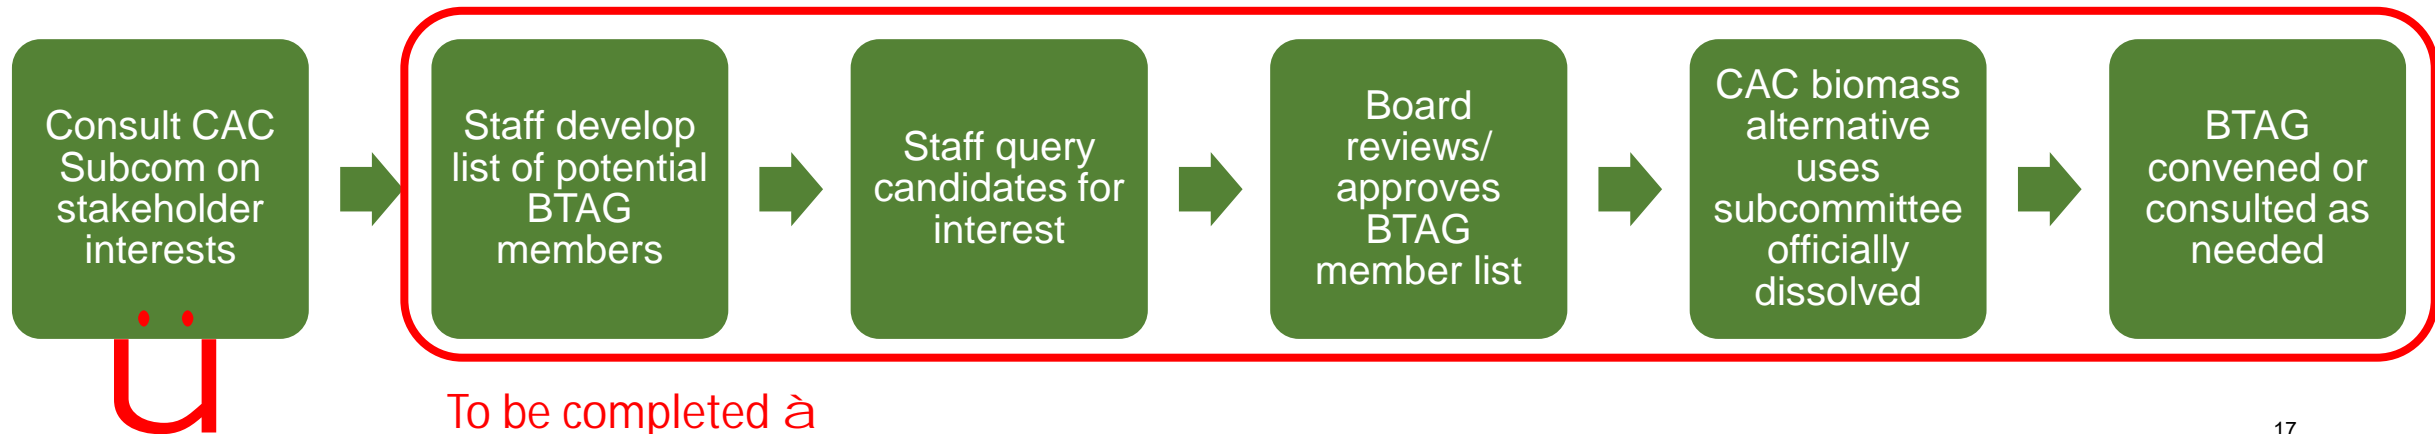 Consult CAC
Subcom on
stakeholder
interests
ü
Staff develop
list of potential
BTAG
members
Staff query
candidates for
interest
Board
reviews/
approves
BTAG
member list
CAC biomass
alternative
uses
subcommittee
officially
dissolved
BTAG
convened or
consulted as
needed
To be completed à
17